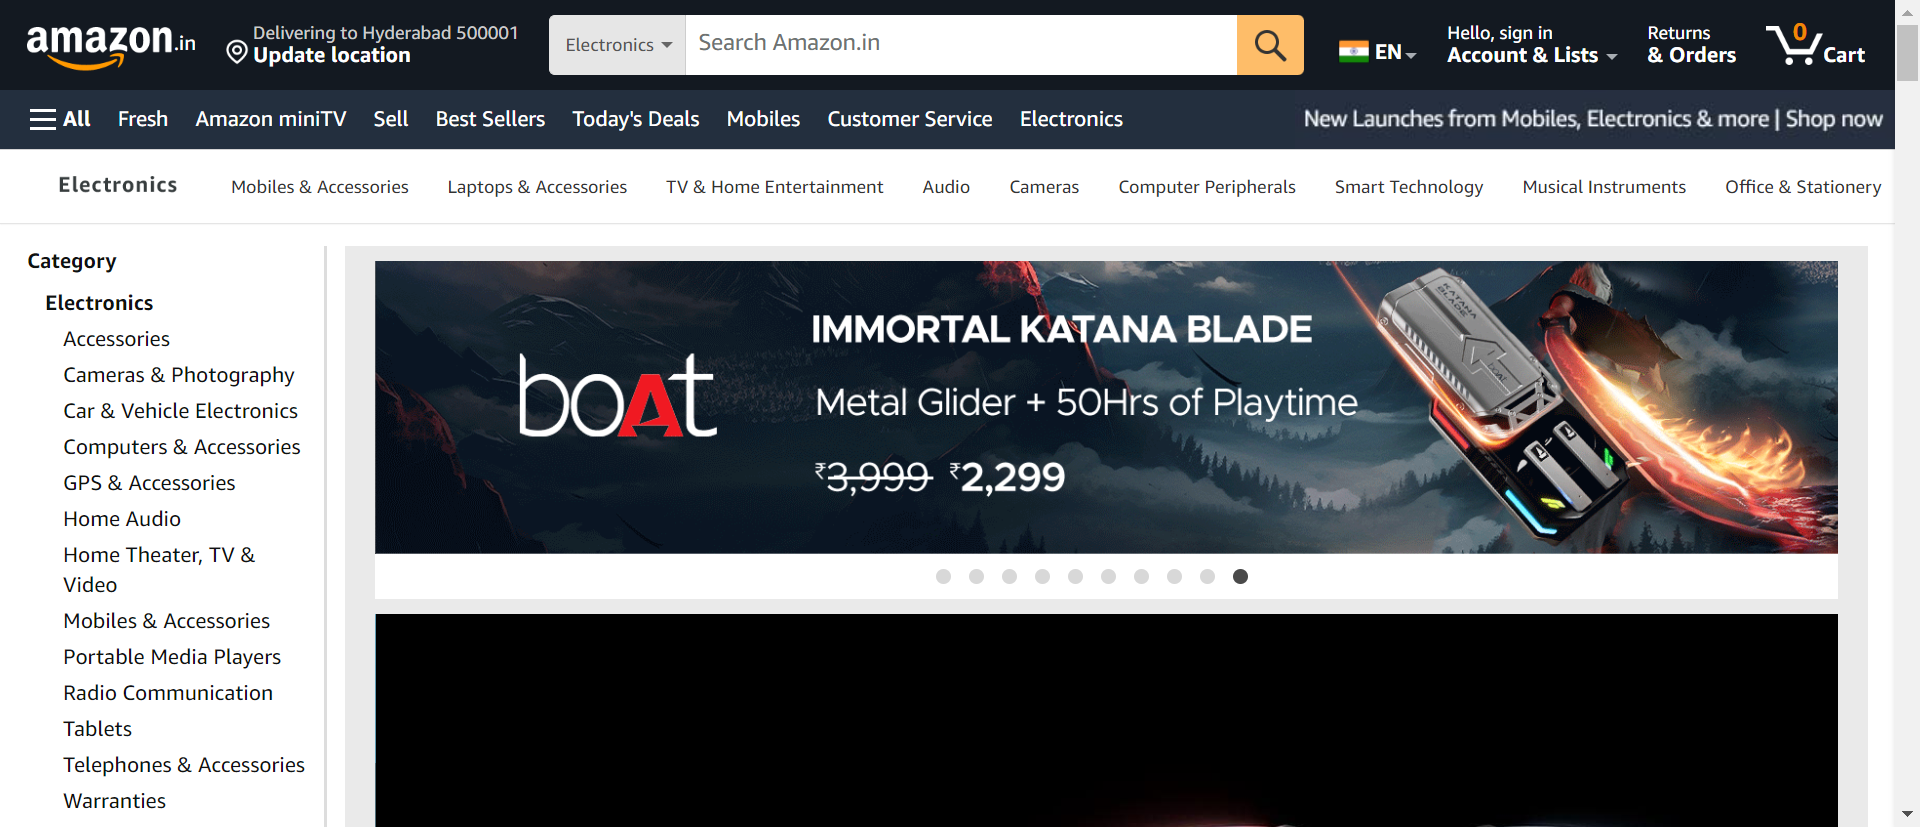 amazon.in
Delivering to Hyderabad 500001
Update location
Electronics
Search Amazon.in
EN
Hello, sign in
Account & Lists
Returns
& Orders
0
Cart
All
Fresh
Amazon miniTV
Sell
Best Sellers
Today's Deals
Mobiles
Customer Service
Electronics
New Launches from Mobiles, Electronics & more | Shop now
Electronics
Mobiles & Accessories
Laptops & Accessories
TV & Home Entertainment
Audio
Cameras
Computer Peripherals
Smart Technology
Musical Instruments
Office & Stationery
Category
Electronics
Accessories
Cameras & Photography
Car & Vehicle Electronics
Computers & Accessories
GPS & Accessories
Home Audio
Home Theater, TV &
Video
Mobiles & Accessories
Portable Media Players
Radio Communication
Tablets
Telephones & Accessories
Warranties
boAt
IMMORTAL KATANA BLADE
Metal Glider + 50Hrs of Playtime
₹3,999 ₹2,299
KATANA
BLADE
boAt